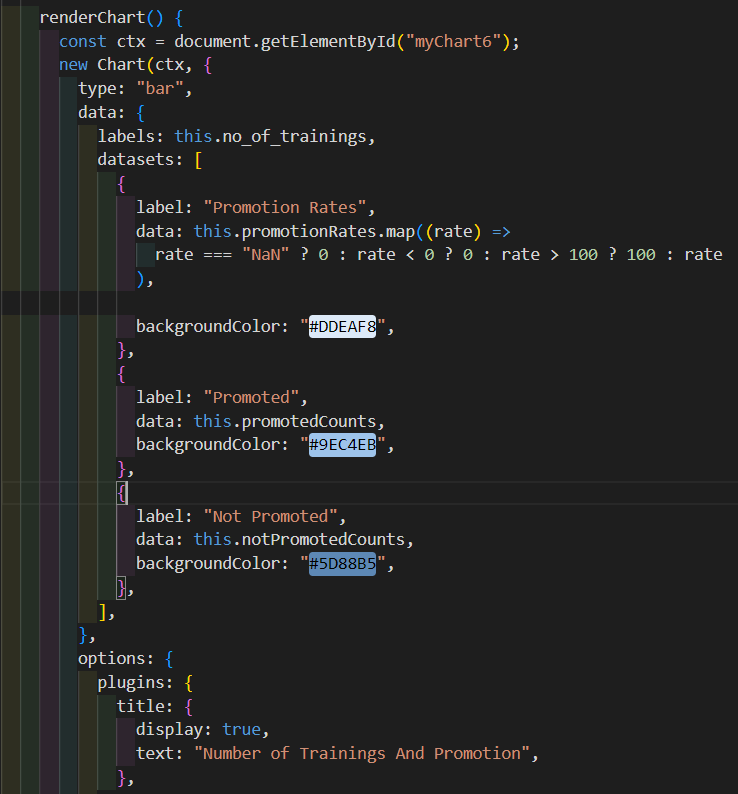 renderChart() {
const ctx = document.getElementById("myChart6");
new Chart(ctx, {
type: "bar",
data: {
labels: this.no_of_trainings,
datasets: [
{
label: "Promotion Rates",
data: this.promotionRates.map((rate) =>
rate === "NaN" ? 0 : rate < 0 ? 0 : rate > 100 ? 100 : rate
),
backgroundColor: "#DDEAF8",
},
{
label: "Promoted",
data: this.promotedCounts,
backgroundColor: "#9EC4EB",
},
{
label: "Not Promoted",
data: this.notPromotedCounts,
backgroundColor: "#5D88B5",
},
],
},
options: {
plugins: {
title: {
display: true,
text: "Number of Trainings And Promotion",
},